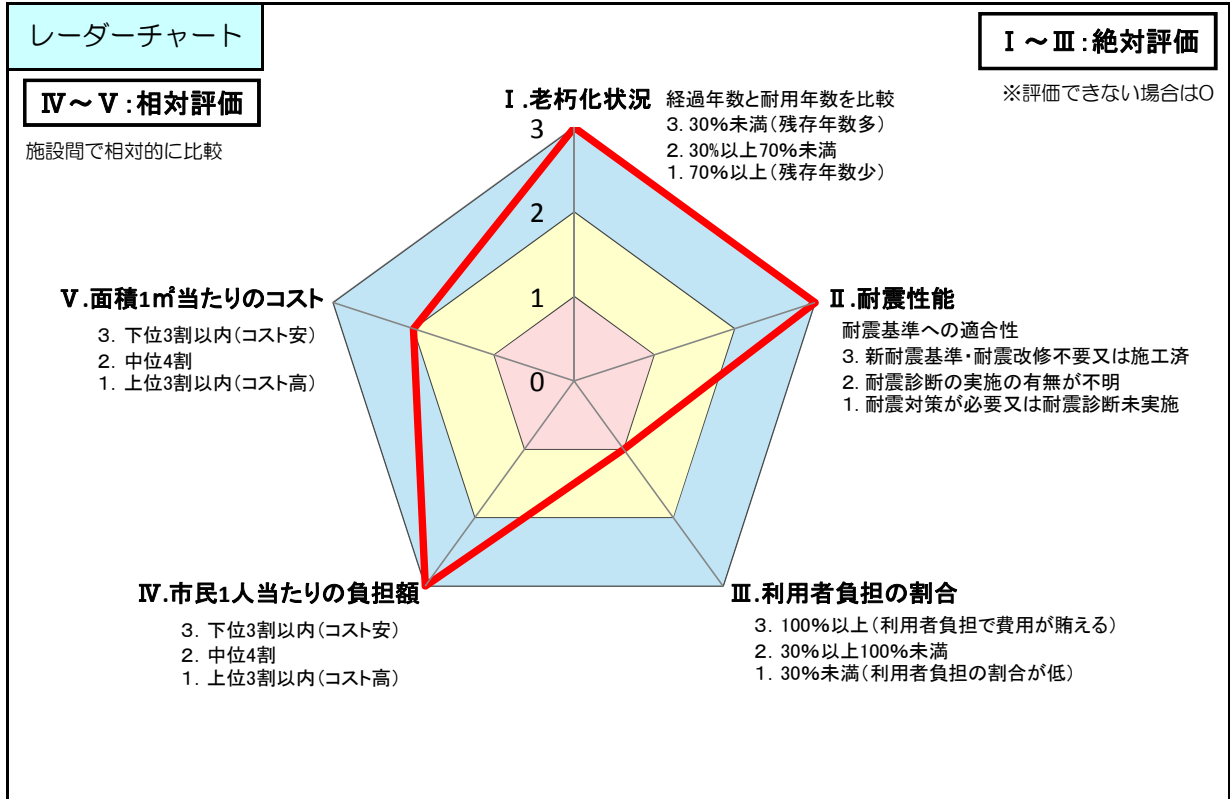 レーダーチャート
Ⅰ～Ⅲ:絶対評価
※評価できない場合は0
Ⅳ～Ⅴ:相対評価
施設間で相対的に比較
Ⅰ.老朽化状況 経過年数と耐用年数を比較
3. 30%未満(残存年数多)
2. 30%以上70%未満
1. 70%以上(残存年数少)
3
2
1
0
Ⅴ.面積1㎡当たりのコスト
3. 下位3割以内(コスト安)
2. 中位4割
1. 上位3割以内(コスト高)
Ⅱ.耐震性能
耐震基準への適合性
3. 新耐震基準・耐震改修不要又は施工済
2. 耐震診断の実施の有無が不明
1. 耐震対策が必要又は耐震診断未実施
Ⅳ.市民1人当たりの負担額
3. 下位3割以内(コスト安)
2. 中位4割
1. 上位3割以内(コスト高)
Ⅲ.利用者負担の割合
3. 100%以上(利用者負担で費用が賄える)
2. 30%以上100%未満
1. 30%未満(利用者負担の割合が低)